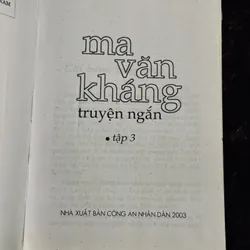 ma
văn
kháng
truyện ngắn
• tập 3
NHÀ XUẤT BẢN CÔNG AN NHÂN DÂN 2003